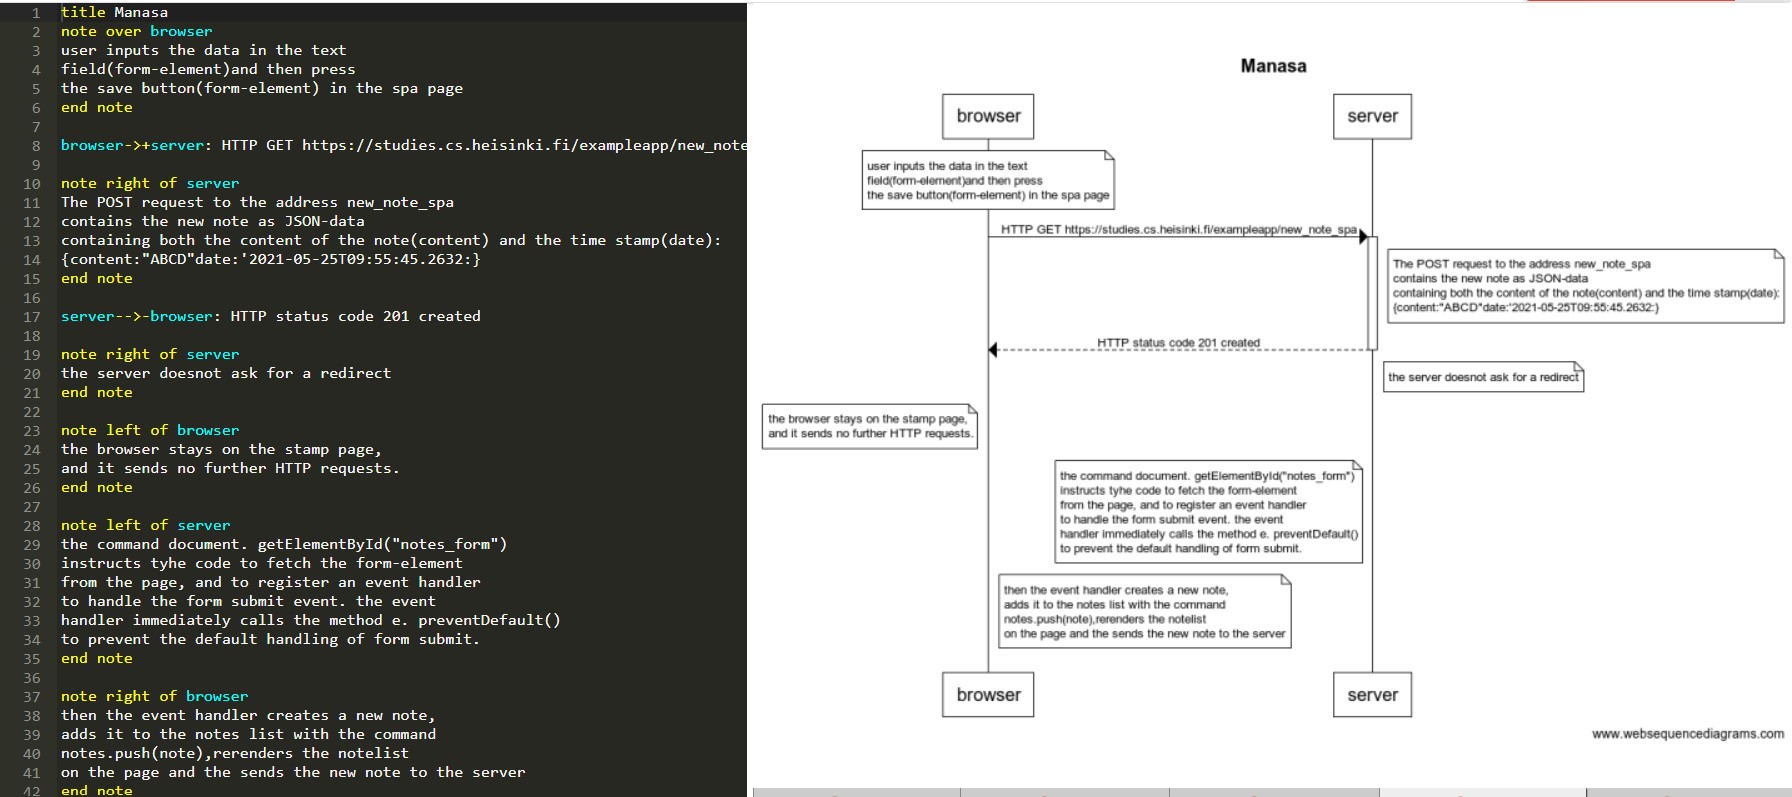 1 title Manasa
2 note over browser
3 user inputs the data in the text
4 field(form-element)and then press
5 the save button(form-element) in the spa page
6 end note
7
8 browser->+server: HTTP GET https://studies.cs.heisinki.fi/exampleapp/new_note
9
10 note right of server
11 The POST request to the address new_note_spa
12 contains the new note as JSON-data
13 containing both the content of the note(content) and the time stamp(date):
14 {content:"ABCD"date:'2021-05-25T09:55:45.2632:}
15 end note
16
17 server-->-browser: HTTP status code 201 created
18
19 note right of server
20 the server doesnot ask for a redirect
21 end note
22
23 note left of browser
24 the browser stays on the stamp page,
25 and it sends no further HTTP requests.
26 end note
27
28 note left of server
29 the command document. getElementById("notes_form")
30 instructs tyhe code to fetch the form-element
31 from the page, and to register an event handler
32 to handle the form submit event. the event
33 handler immediately calls the method e. preventDefault()
34 to prevent the default handling of form submit.
35 end note
36
37 note right of browser
38 then the event handler creates a new note,
39 adds it to the notes list with the command
40 notes.push(note),rerenders the notelist
41 on the page and the sends the new note to the server
42 end note
Manasa
browser
server
user inputs the data in the text
field(form-element)and then press
the save button(form-element) in the spa page
HTTP GET https://studies.cs.heisinki.fi/exampleapp/new_note_spa
The POST request to the address new_note_spa
contains the new note as JSON-data
containing both the content of the note(content) and the time stamp(date):
{content:"ABCD"date:'2021-05-25T09:55:45.2632:}
HTTP status code 201 created
the server doesnot ask for a redirect
the browser stays on the stamp page,
and it sends no further HTTP requests.
the command document. getElementById("notes_form")
instructs tyhe code to fetch the form-element
from the page, and to register an event handler
to handle the form submit event. the event
handler immediately calls the method e. preventDefault()
to prevent the default handling of form submit.
then the event handler creates a new note,
adds it to the notes list with the command
notes.push(note),rerenders the notelist
on the page and the sends the new note to the server
browser
server
www.websequencediagrams.com